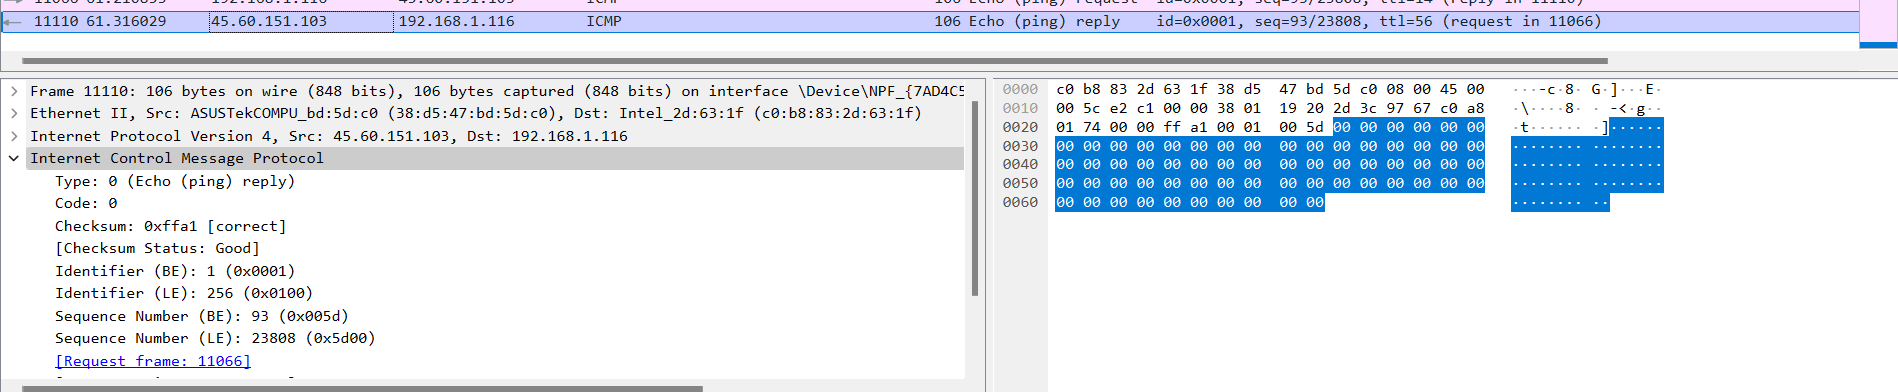 11110 61.316029 45.60.151.103 192.168.1.116 ICMP 106 Echo (ping) reply id=0x0001, seq=93/23808, ttl=56 (request in 11066)
Frame 11110: 106 bytes on wire (848 bits), 106 bytes captured (848 bits) on interface \Device\NPF_{7AD4C5
Ethernet II, Src: ASUSTekCOMPU_bd:5d:c0 (38:d5:47:bd:5d:c0), Dst: Intel_2d:63:1f (c0:b8:83:2d:63:1f)
Internet Protocol Version 4, Src: 45.60.151.103, Dst: 192.168.1.116
Internet Control Message Protocol
Type: 0 (Echo (ping) reply)
Code: 0
Checksum: 0xffa1 [correct]
[Checksum Status: Good]
Identifier (BE): 1 (0x0001)
Identifier (LE): 256 (0x0100)
Sequence Number (BE): 93 (0x005d)
Sequence Number (LE): 23808 (0x5d00)
[Request frame: 11066]
0000 c0 b8 83 2d 63 1f 38 d5 47 bd 5d c0 08 00 45 00 ···-c·8· G·]···E·
0010 00 5c e2 c1 00 00 38 01 19 20 2d 3c 97 67 c0 a8 ·\····8· · -<·g··
0020 01 74 00 00 ff a1 00 01 00 5d 00 00 00 00 00 00 ·t······ ·]······
0030 00 00 00 00 00 00 00 00 00 00 00 00 00 00 00 00 ········ ········
0040 00 00 00 00 00 00 00 00 00 00 00 00 00 00 00 00 ········ ········
0050 00 00 00 00 00 00 00 00 00 00 00 00 00 00 00 00 ········ ········
0060 00 00 00 00 00 00 00 00 00 00 ········ ··